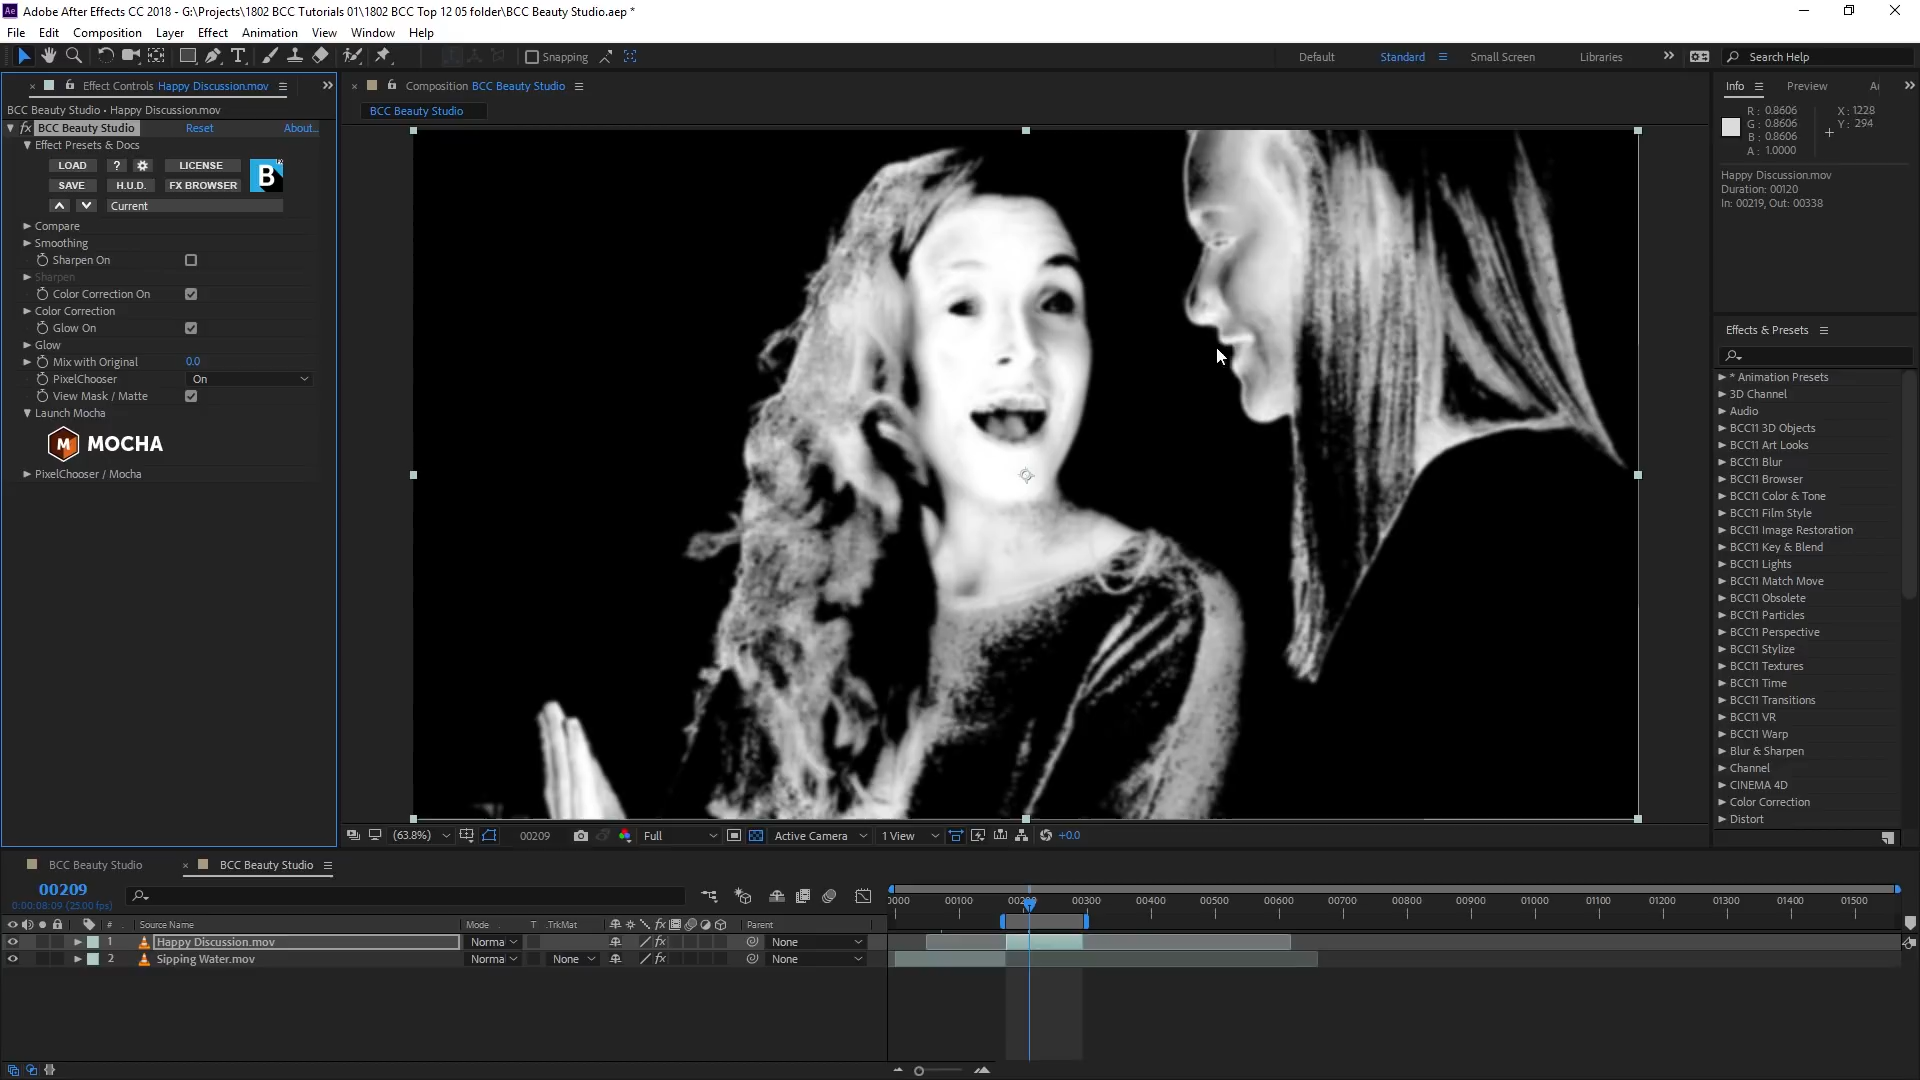 Adobe After Effects CC 2018 - G:\Projects\1802 BCC Tutorials 01\1802 BCC Top 12 05 folder\BCC Beauty Studio.aep *
File Edit Composition Layer Effect Animation View Window Help
Snapping
Default Standard Small Screen Libraries Search Help
Effect Controls Happy Discussion.mov
BCC Beauty Studio • Happy Discussion.mov
fx BCC Beauty Studio Reset About...
Effect Presets & Docs
LOAD ? LICENSE
SAVE H.U.D. FX BROWSER
B
Current
Compare
Smoothing
Sharpen On
Sharpen
Color Correction On
Color Correction
Glow On
Glow
Mix with Original 0.0
PixelChooser On
View Mask / Matte
Launch Mocha
M MOCHA
PixelChooser / Mocha
Composition BCC Beauty Studio
BCC Beauty Studio
(63.8%) 00209 Full Active Camera 1 View +0.0
Info Preview
R: 0.8606 X: 1228
G: 0.8606 Y: 294
B: 0.8606
A: 1.0000
Happy Discussion.mov
Duration: 00120
In: 00219, Out: 00338
Effects & Presets
* Animation Presets
3D Channel
Audio
BCC11 3D Objects
BCC11 Art Looks
BCC11 Blur
BCC11 Browser
BCC11 Color & Tone
BCC11 Film Style
BCC11 Image Restoration
BCC11 Key & Blend
BCC11 Lights
BCC11 Match Move
BCC11 Obsolete
BCC11 Particles
BCC11 Perspective
BCC11 Stylize
BCC11 Textures
BCC11 Time
BCC11 Transitions
BCC11 VR
BCC11 Warp
Blur & Sharpen
Channel
CINEMA 4D
Color Correction
Distort
BCC Beauty Studio BCC Beauty Studio
00209
0:00:08:09 (25.00 fps)
0000 00100 00200 00300 00400 00500 00600 00700 00800 00900 01000 01100 01200 01300 01400 01500
# Source Name Mode T .TrkMat Parent
1 Happy Discussion.mov Norma None
2 Sipping Water.mov Norma None None